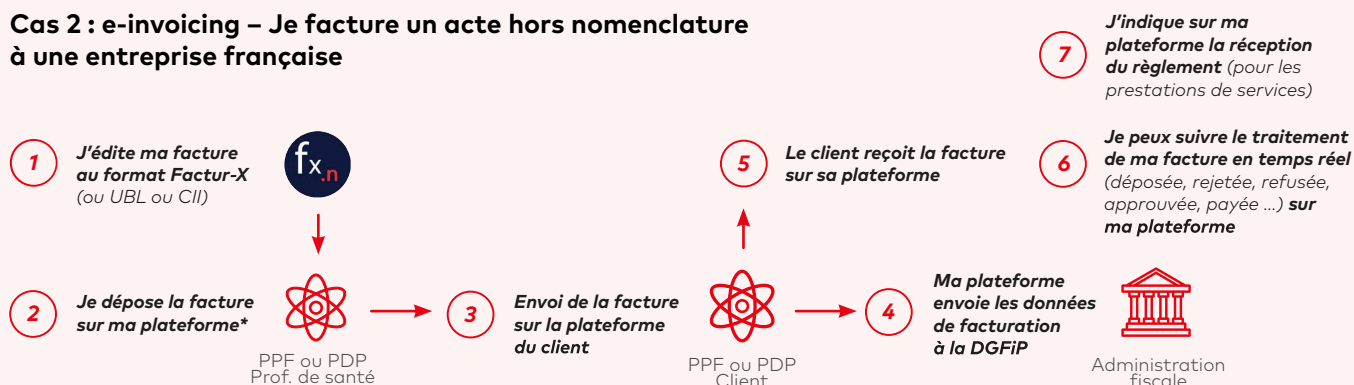 Cas 2 : e-invoicing – Je facture un acte hors nomenclature
à une entreprise française
1
J'édite ma facture
au format Factur-X
(ou UBL ou CII)
fx.n
2
Je dépose la facture
sur ma plateforme*
PPF ou PDP
Prof. de santé
3
Envoi de la facture
sur la plateforme
du client
PPF ou PDP
Client
4
Ma plateforme
envoie les données
de facturation
à la DGFiP
Administration
fiscale
5
Le client reçoit la facture
sur sa plateforme
6
Je peux suivre le traitement
de ma facture en temps réel
(déposée, rejetée, refusée,
approuvée, payée ...) sur
ma plateforme
7
J'indique sur ma
plateforme la réception
du règlement (pour les
prestations de services)